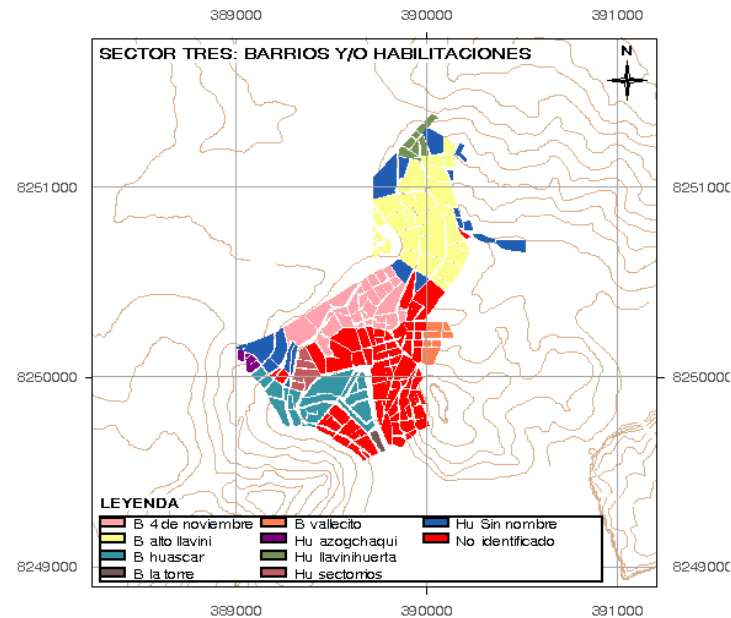 389000 390000 391000
SECTOR TRES: BARRIOS Y/O HABILITACIONES
N
8251000 8251000
8250000 8250000
LEYENDA
B 4 de noviembre B vallecito Hu Sin nombre
B alto llavini Hu azogchaqui No identificado
B huascar Hu llavinihuerta
B la torre Hu sectorrios
8249000 8249000
389000 390000 391000